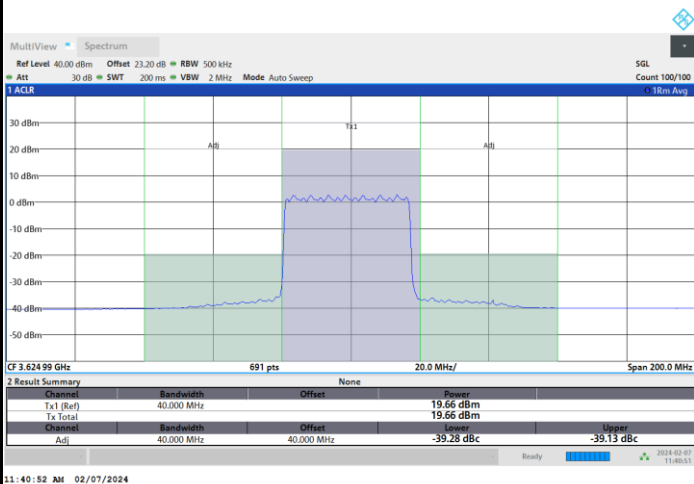 MultiView Spectrum
Ref Level 40.00 dBm Offset 23.20 dB RBW 500 kHz SGL
Att 30 dB SWT 200 ms VBW 2 MHz Mode Auto Sweep Count 100/100
1 ACLR 1Rm Avg
Tx1
30 dBm
Adj Adj
20 dBm
10 dBm
0 dBm
-10 dBm
-20 dBm
-30 dBm
-40 dBm
-50 dBm
CF 3.624 99 GHz 691 pts 20.0 MHz/ Span 200.0 MHz
2 Result Summary None
Channel Bandwidth Offset Power
Tx1 (Ref) 40.000 MHz 19.66 dBm
Tx Total 19.66 dBm
Channel Bandwidth Offset Lower Upper
Adj 40.000 MHz 40.000 MHz -39.28 dBc -39.13 dBc
Ready 2024-02-07
11:40:51
11:40:52 AM 02/07/2024